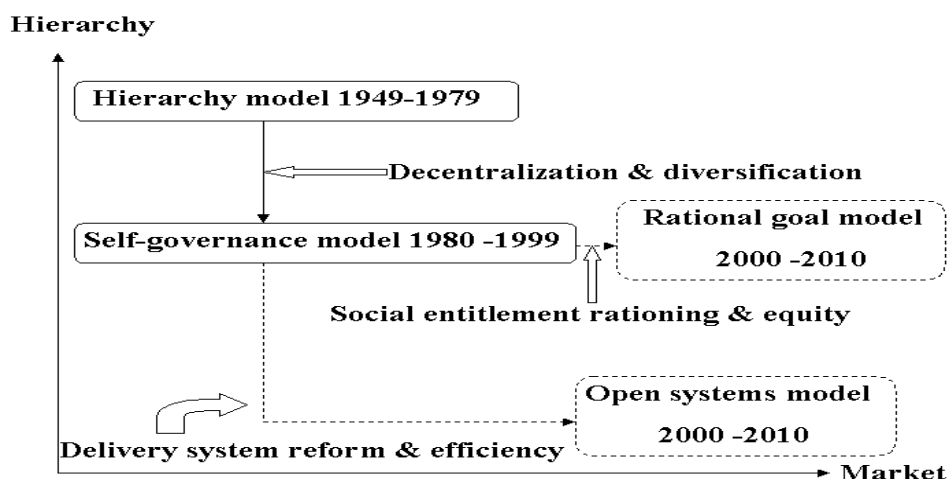 Hierarchy
Hierarchy model 1949-1979
Decentralization & diversification
Self-governance model 1980 -1999
Rational goal model
2000 -2010
Social entitlement rationing & equity
Open systems model
2000 -2010
Delivery system reform & efficiency
Market